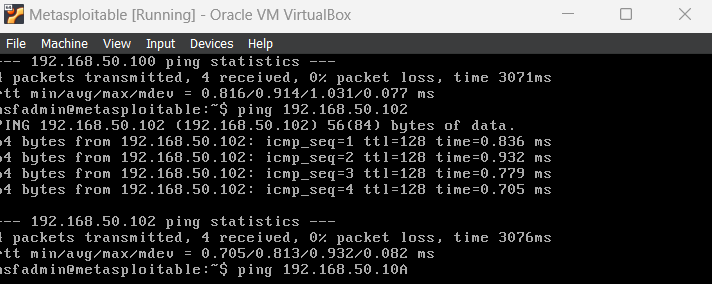 Metasploitable [Running] - Oracle VM VirtualBox
File Machine View Input Devices Help
--- 192.168.50.100 ping statistics ---
4 packets transmitted, 4 received, 0% packet loss, time 3071ms
rtt min/avg/max/mdev = 0.816/0.914/1.031/0.077 ms
msfadmin@metasploitable:~$ ping 192.168.50.102
PING 192.168.50.102 (192.168.50.102) 56(84) bytes of data.
64 bytes from 192.168.50.102: icmp_seq=1 ttl=128 time=0.836 ms
64 bytes from 192.168.50.102: icmp_seq=2 ttl=128 time=0.932 ms
64 bytes from 192.168.50.102: icmp_seq=3 ttl=128 time=0.779 ms
64 bytes from 192.168.50.102: icmp_seq=4 ttl=128 time=0.705 ms
--- 192.168.50.102 ping statistics ---
4 packets transmitted, 4 received, 0% packet loss, time 3076ms
rtt min/avg/max/mdev = 0.705/0.813/0.932/0.082 ms
msfadmin@metasploitable:~$ ping 192.168.50.10A